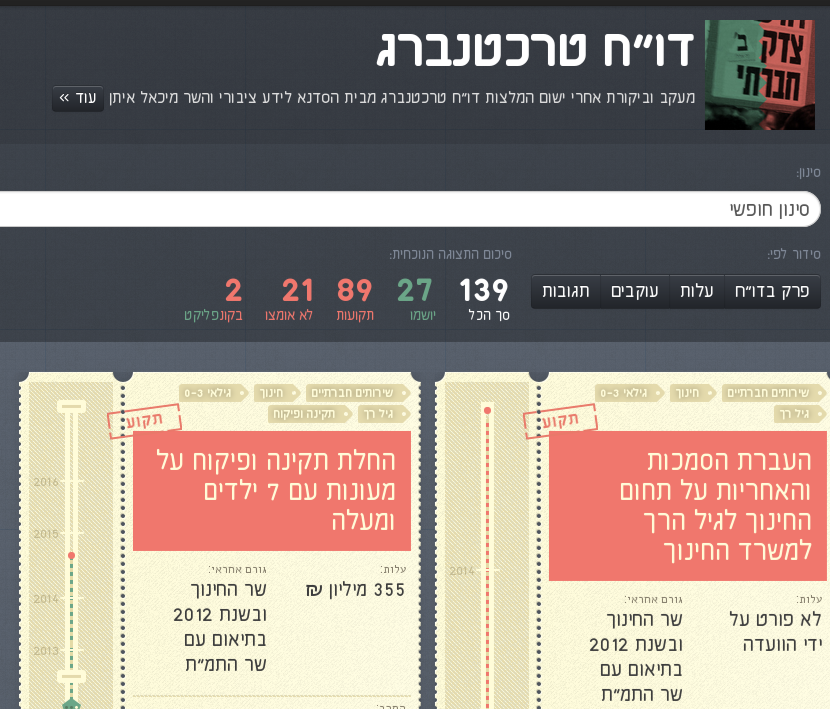 דו״ח טרכטנברג
מעקב וביקורת אחרי ישום המלצות דו״ח טרכטנברג מבית הסדנא לידע ציבורי והשר מיכאל איתן
עוד »
צדק
חברתי
סינון:
סינון חופשי
סידור לפי:
פרק בדו״ח
עלות
עוקבים
תגובות
סיכום התצוגה הנוכחית:
139 27 89 21 2
סך הכל יושמו תקועות לא אומצו בקונפליקט
שירותים חברתיים
חינוך
גילאי 0-3
גיל רך
תקוע
העברת הסמכות
והאחריות על תחום
החינוך לגיל הרך
למשרד החינוך
עלות:
לא פורט על
ידי הוועדה
גורם אחראי:
שר החינוך
ובשנת 2012
בתיאום עם
שר התמ״ת
2014
שירותים חברתיים
חינוך
גילאי 0-3
גיל רך
תקינה ופיקוח
תקוע
החלת תקינה ופיקוח על
מעונות עם 7 ילדים
ומעלה
עלות:
355 מיליון ₪
גורם אחראי:
שר החינוך
ובשנת 2012
בתיאום עם
שר התמ״ת
2016
2015
2014
2013